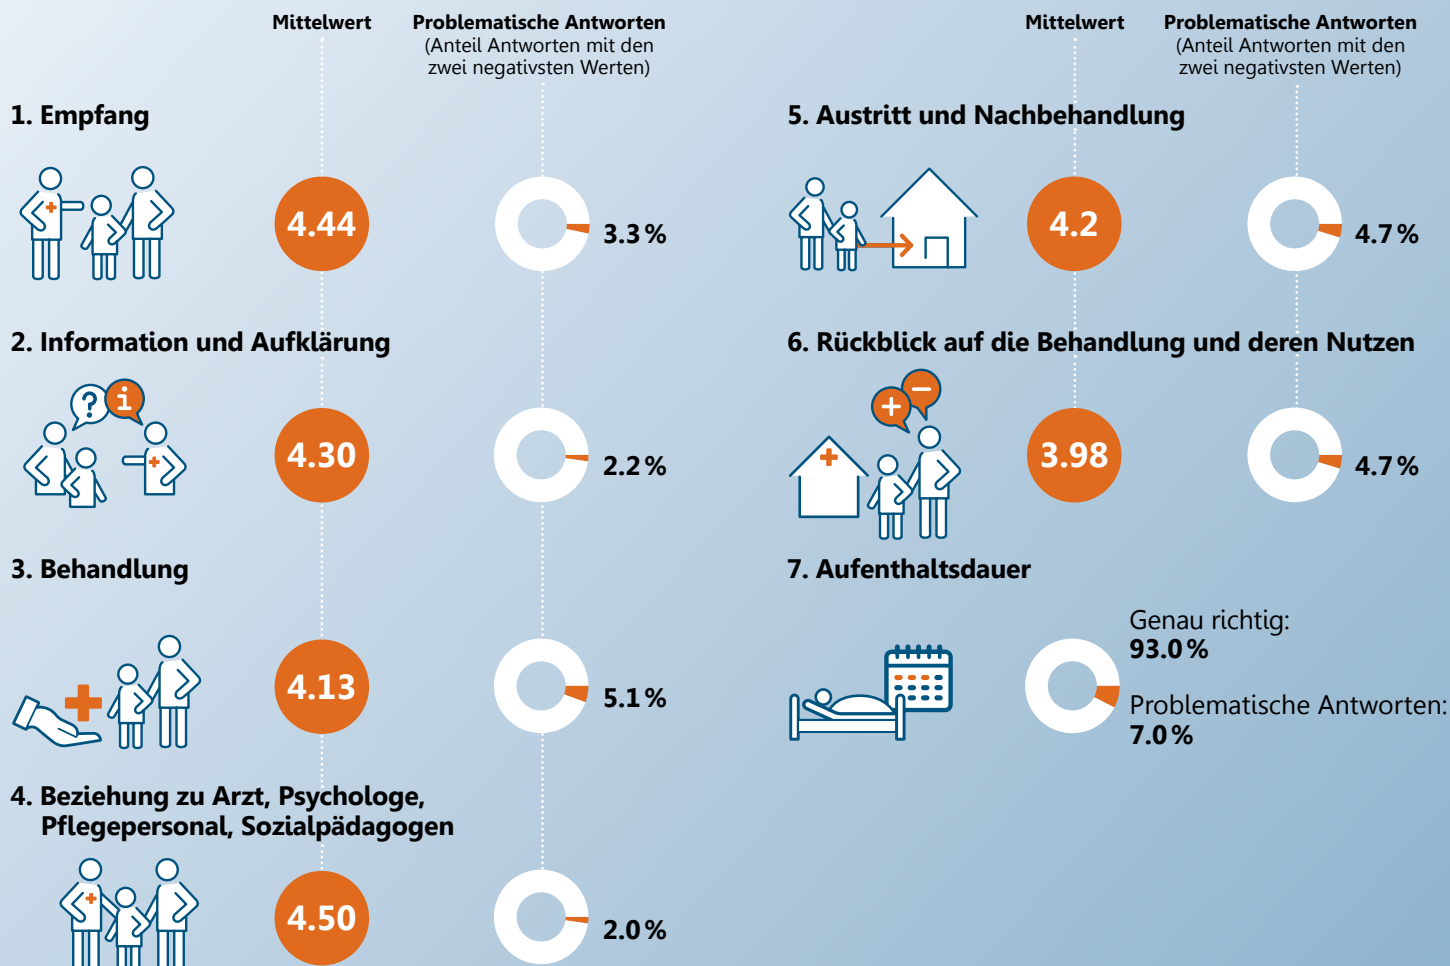 Mittelwert
Problematische Antworten
(Anteil Antworten mit den
zwei negativsten Werten)
1. Empfang
4.44
3.3 %
2. Information und Aufklärung
?
i
4.30
2.2 %
3. Behandlung
4.13
5.1 %
4. Beziehung zu Arzt, Psychologe,
Pflegepersonal, Sozialpädagogen
4.50
2.0 %
Mittelwert
Problematische Antworten
(Anteil Antworten mit den
zwei negativsten Werten)
5. Austritt und Nachbehandlung
4.2
4.7 %
6. Rückblick auf die Behandlung und deren Nutzen
3.98
4.7 %
7. Aufenthaltsdauer
Genau richtig:
93.0 %
Problematische Antworten:
7.0 %